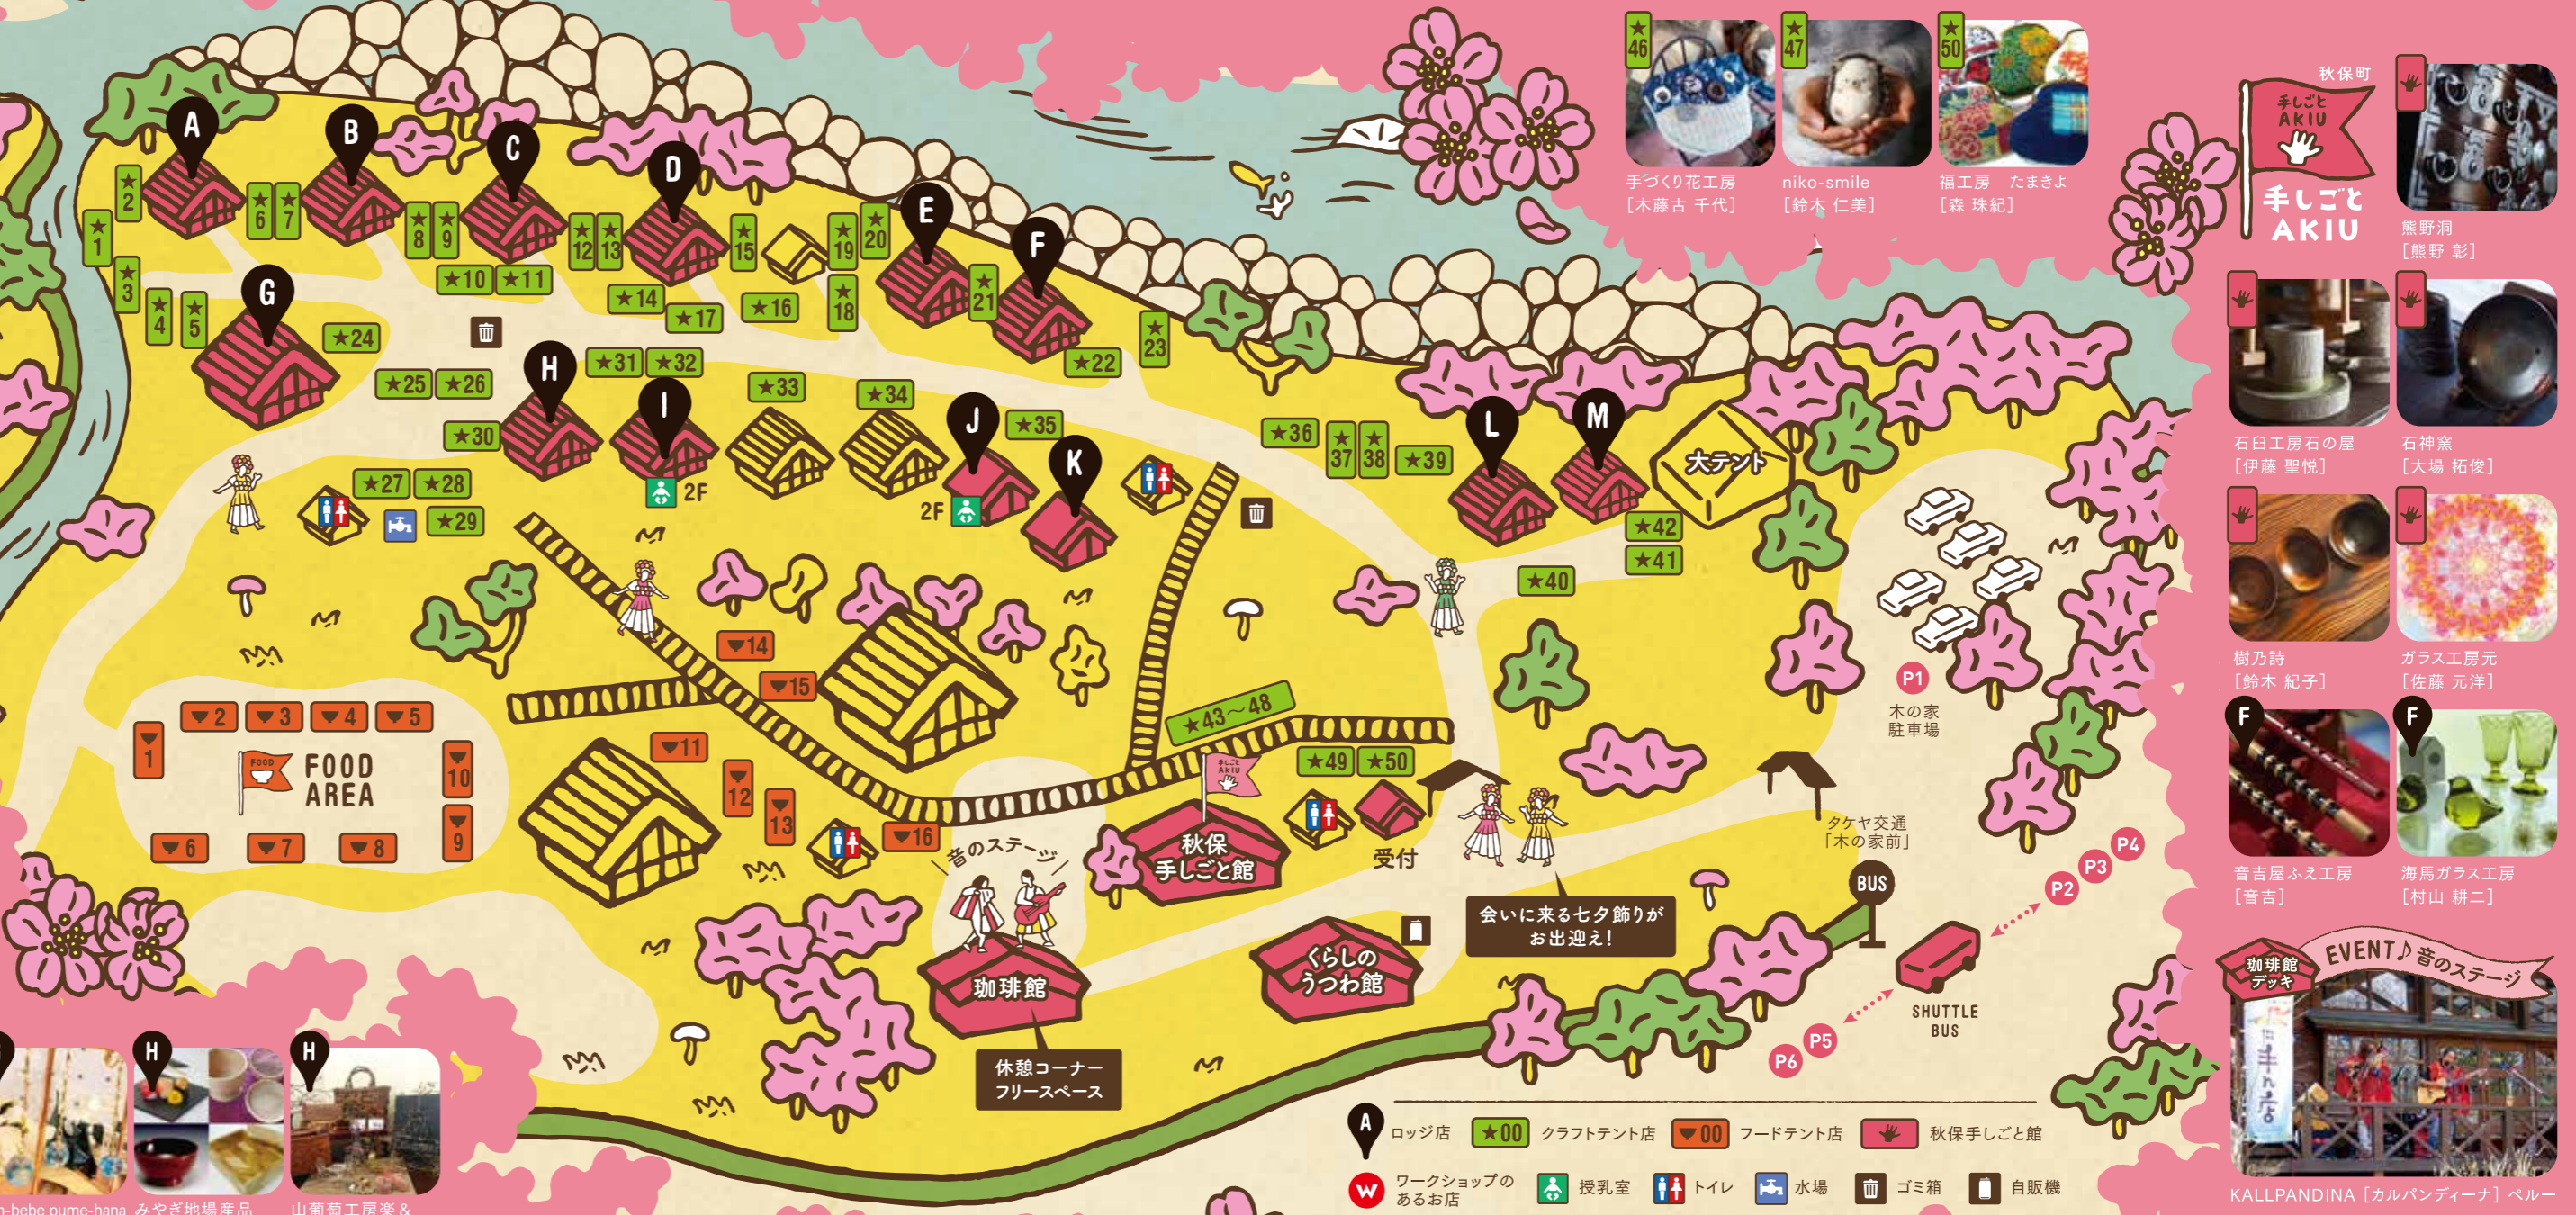 ★46
★47
★50
手づくり花工房
[木藤古 千代]
niko-smile
[鈴木 仁美]
福工房 たまきよ
[森 珠紀]
秋保町
手しごと
AKIU
手しごと
AKIU
熊野洞
[熊野 彰]
石臼工房石の屋
[伊藤 聖悦]
石神窯
[大場 拓俊]
樹乃詩
[鈴木 紀子]
ガラス工房元
[佐藤 元洋]
F
F
音吉屋ふえ工房
[音吉]
海馬ガラス工房
[村山 耕二]
珈琲館
デッキ
EVENT♪音のステージ
KALLPANDINA [カルパンディーナ] ペルー
A
B
C
D
E
F
G
★1
★2
★3
★4
★5
★6
★7
★8
★9
★10
★11
★12
★13
★14
★15
★16
★17
★18
★19
★20
★21
★22
★23
★24
★25
★26
H
★31
★32
★33
★34
I
J
★35
K
★30
★27
★28
★29
2F
2F
★36
★37
★38
★39
L
M
大テント
★42
★41
★40
P1
木の家
駐車場
▼14
▼15
▼11
▼12
▼13
▼16
▼1
▼2
▼3
▼4
▼5
▼10
▼9
▼6
▼7
▼8
FOOD
FOOD
AREA
★43〜48
★49
★50
手しごと
AKIU
秋保
手しごと館
受付
音のステージ
珈琲館
休憩コーナー
フリースペース
くらしの
うつわ館
会いに来る七夕飾りが
お出迎え!
タケヤ交通
「木の家前」
BUS
P4
P3
P2
SHUTTLE
BUS
P5
P6
H
H
n-bebe pume-hana
みやぎ地場産品
山葡萄工房楽&
A
ロッジ店
★00
クラフトテント店
▼00
フードテント店
秋保手しごと館
W
ワークショップの
あるお店
授乳室
トイレ
水場
ゴミ箱
自販機